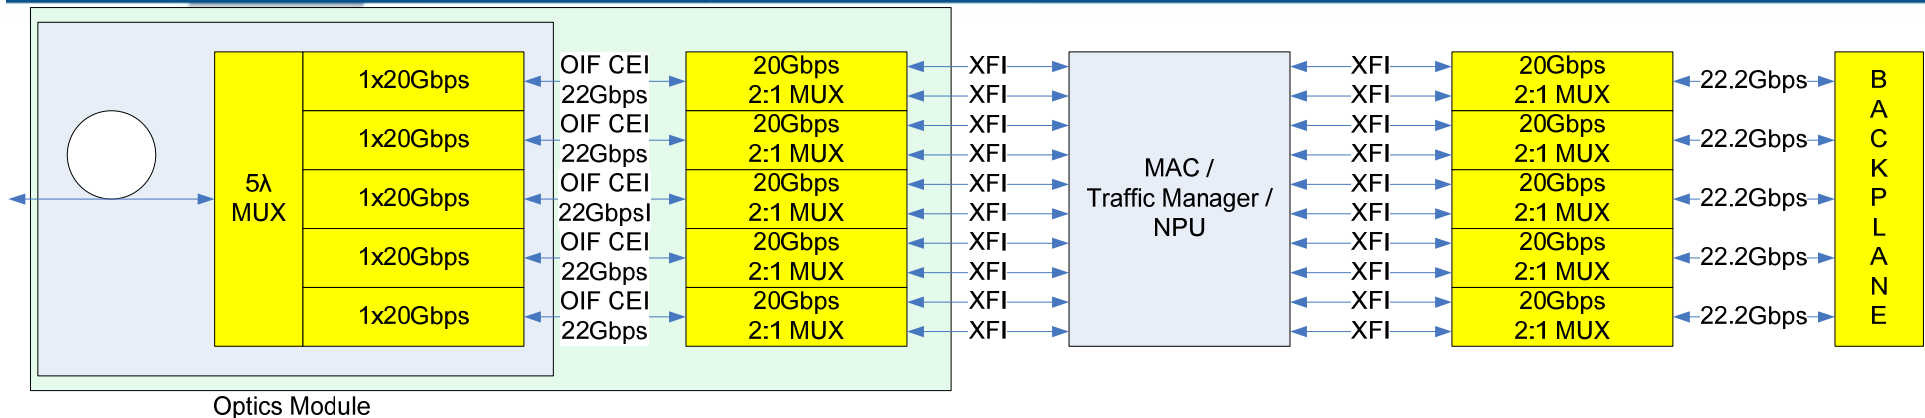 5λ
MUX
1x20Gbps
1x20Gbps
1x20Gbps
1x20Gbps
1x20Gbps
OIF CEI
22Gbps
OIF CEI
22Gbps
OIF CEI
22GbpsI
OIF CEI
22Gbps
OIF CEI
22Gbps
20Gbps
2:1 MUX
20Gbps
2:1 MUX
20Gbps
2:1 MUX
20Gbps
2:1 MUX
20Gbps
2:1 MUX
XFI
XFI
XFI
XFI
XFI
XFI
XFI
XFI
XFI
XFI
MAC /
Traffic Manager /
NPU
XFI
XFI
XFI
XFI
XFI
XFI
XFI
XFI
XFI
XFI
20Gbps
2:1 MUX
20Gbps
2:1 MUX
20Gbps
2:1 MUX
20Gbps
2:1 MUX
20Gbps
2:1 MUX
22.2Gbps
22.2Gbps
22.2Gbps
22.2Gbps
22.2Gbps
B
A
C
K
P
L
A
N
E
Optics Module